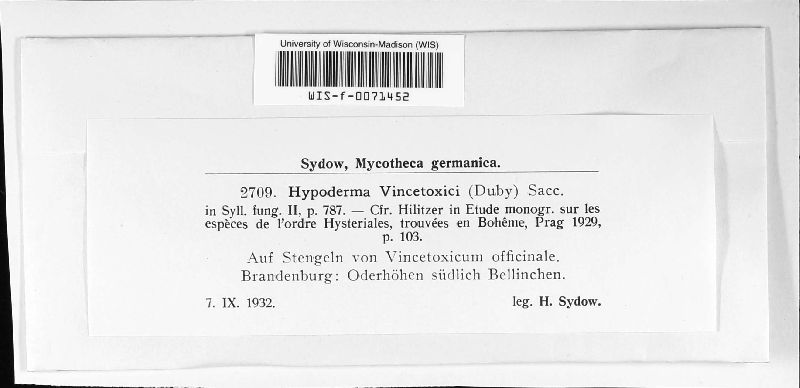 University of Wisconsin-Madison (WIS)
WIS-f-0071452
Sydow, Mycotheca germanica.
2709. Hypoderma Vincetoxici (Duby) Sacc.
in Syll. fung. II, p. 787. — Cfr. Hilitzer in Etude monogr. sur les
espèces de l'ordre Hysteriales, trouvées en Bohême, Prag 1929,
p. 103.
Auf Stengeln von Vincetoxicum officinale.
Brandenburg: Oderhöhen südlich Bellinchen.
7. IX. 1932. leg. H. Sydow.